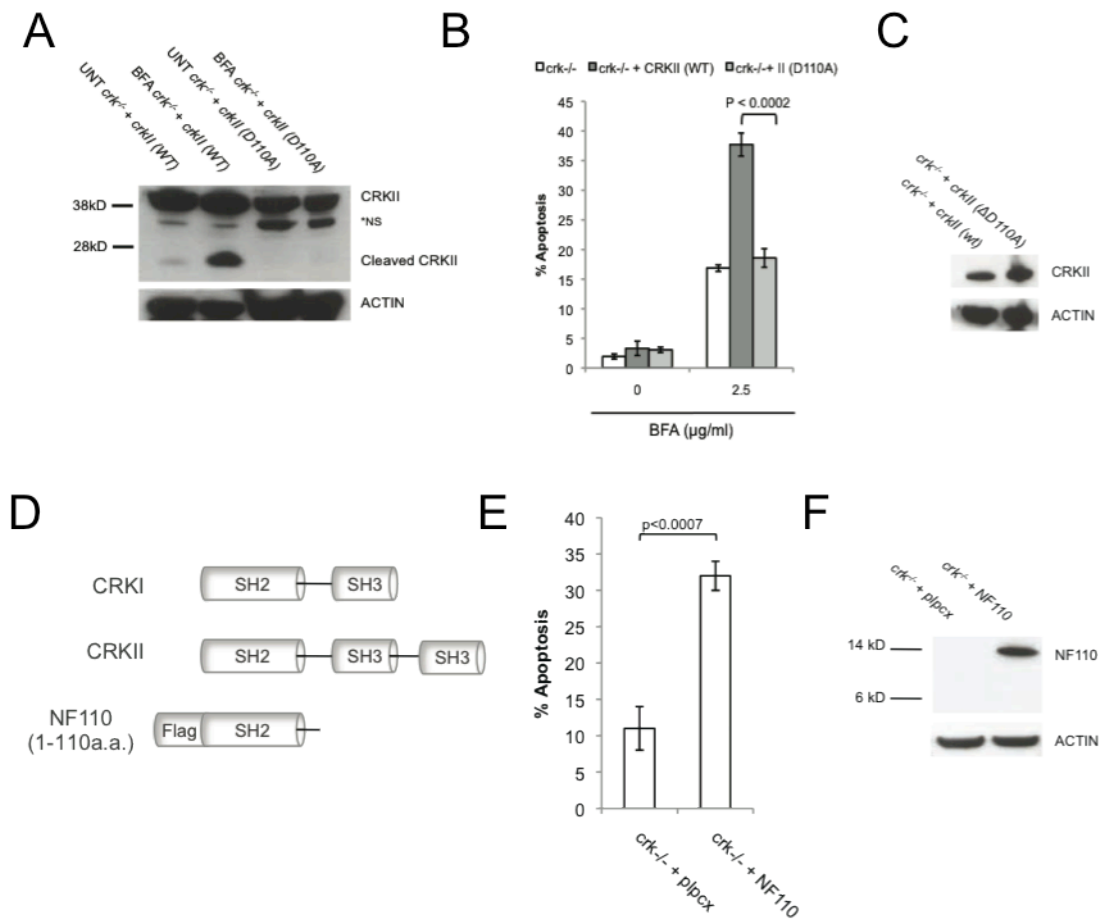 A
UNT crk-/- + crkII (WT)
BFA crk-/- + crkII (WT)
UNT crk-/- + crkII (D110A)
BFA crk-/- + crkII (D110A)
38kD
28kD
CRKII
*NS
Cleaved CRKII
ACTIN
B
crk-/- crk-/- + CRKII (WT) crk-/-+ II (D110A)
P < 0.0002
% Apoptosis
45
40
35
30
25
20
15
10
5
0
0 2.5
BFA (µg/ml)
C
crk-/- + crkII (ΔD110A)
crk-/- + crkII (wt)
CRKII
ACTIN
D
CRKI
SH2 SH3
CRKII
SH2 SH3 SH3
NF110
(1-110a.a.)
Flag SH2
E
p<0.0007
% Apoptosis
40
35
30
25
20
15
10
5
0
crk-/- + plpcx
crk-/- + NF110
F
crk-/- + plpcx
crk-/- + NF110
14 kD
6 kD
NF110
ACTIN